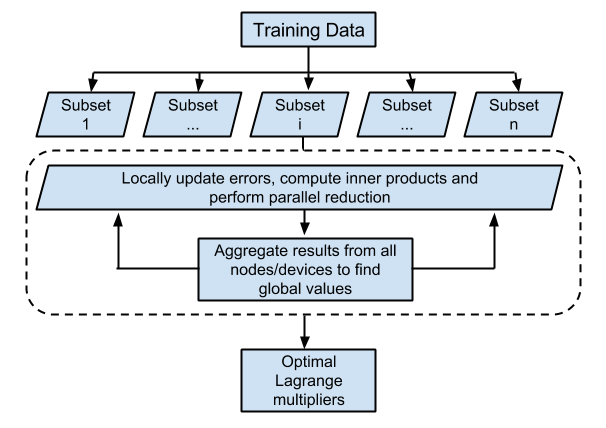 Training Data
Subset
1
Subset
...
Subset
i
Subset
...
Subset
n
Locally update errors, compute inner products and
perform parallel reduction
Aggregate results from all
nodes/devices to find
global values
Optimal
Lagrange
multipliers